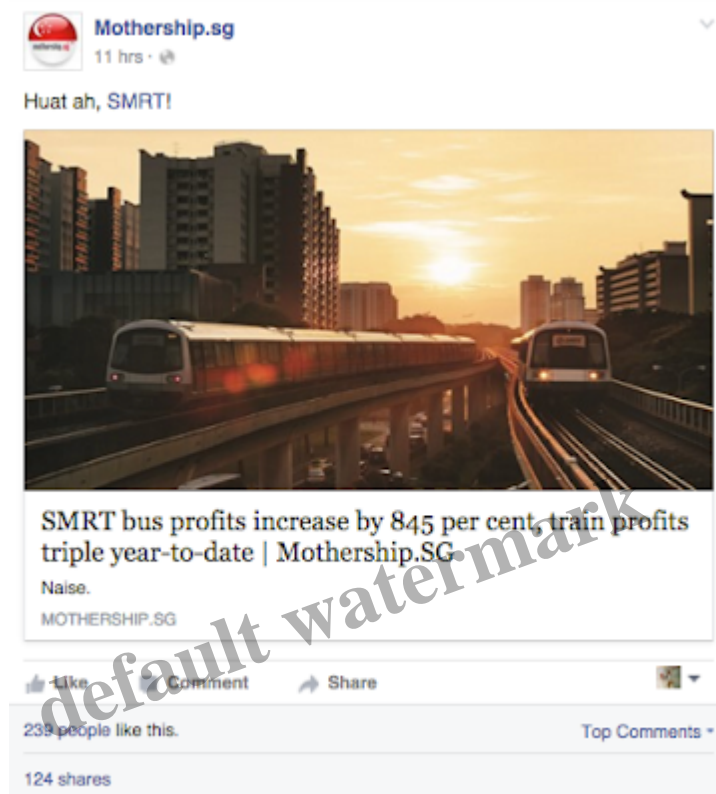 Mothership.sg
11 hrs ·
Huat ah, SMRT!
SMRT bus profits increase by 845 per cent, train profits
triple year-to-date | Mothership.SG
Naise.
MOTHERSHIP.SG
default watermark
Like
Comment
Share
239 people like this.
Top Comments
124 shares